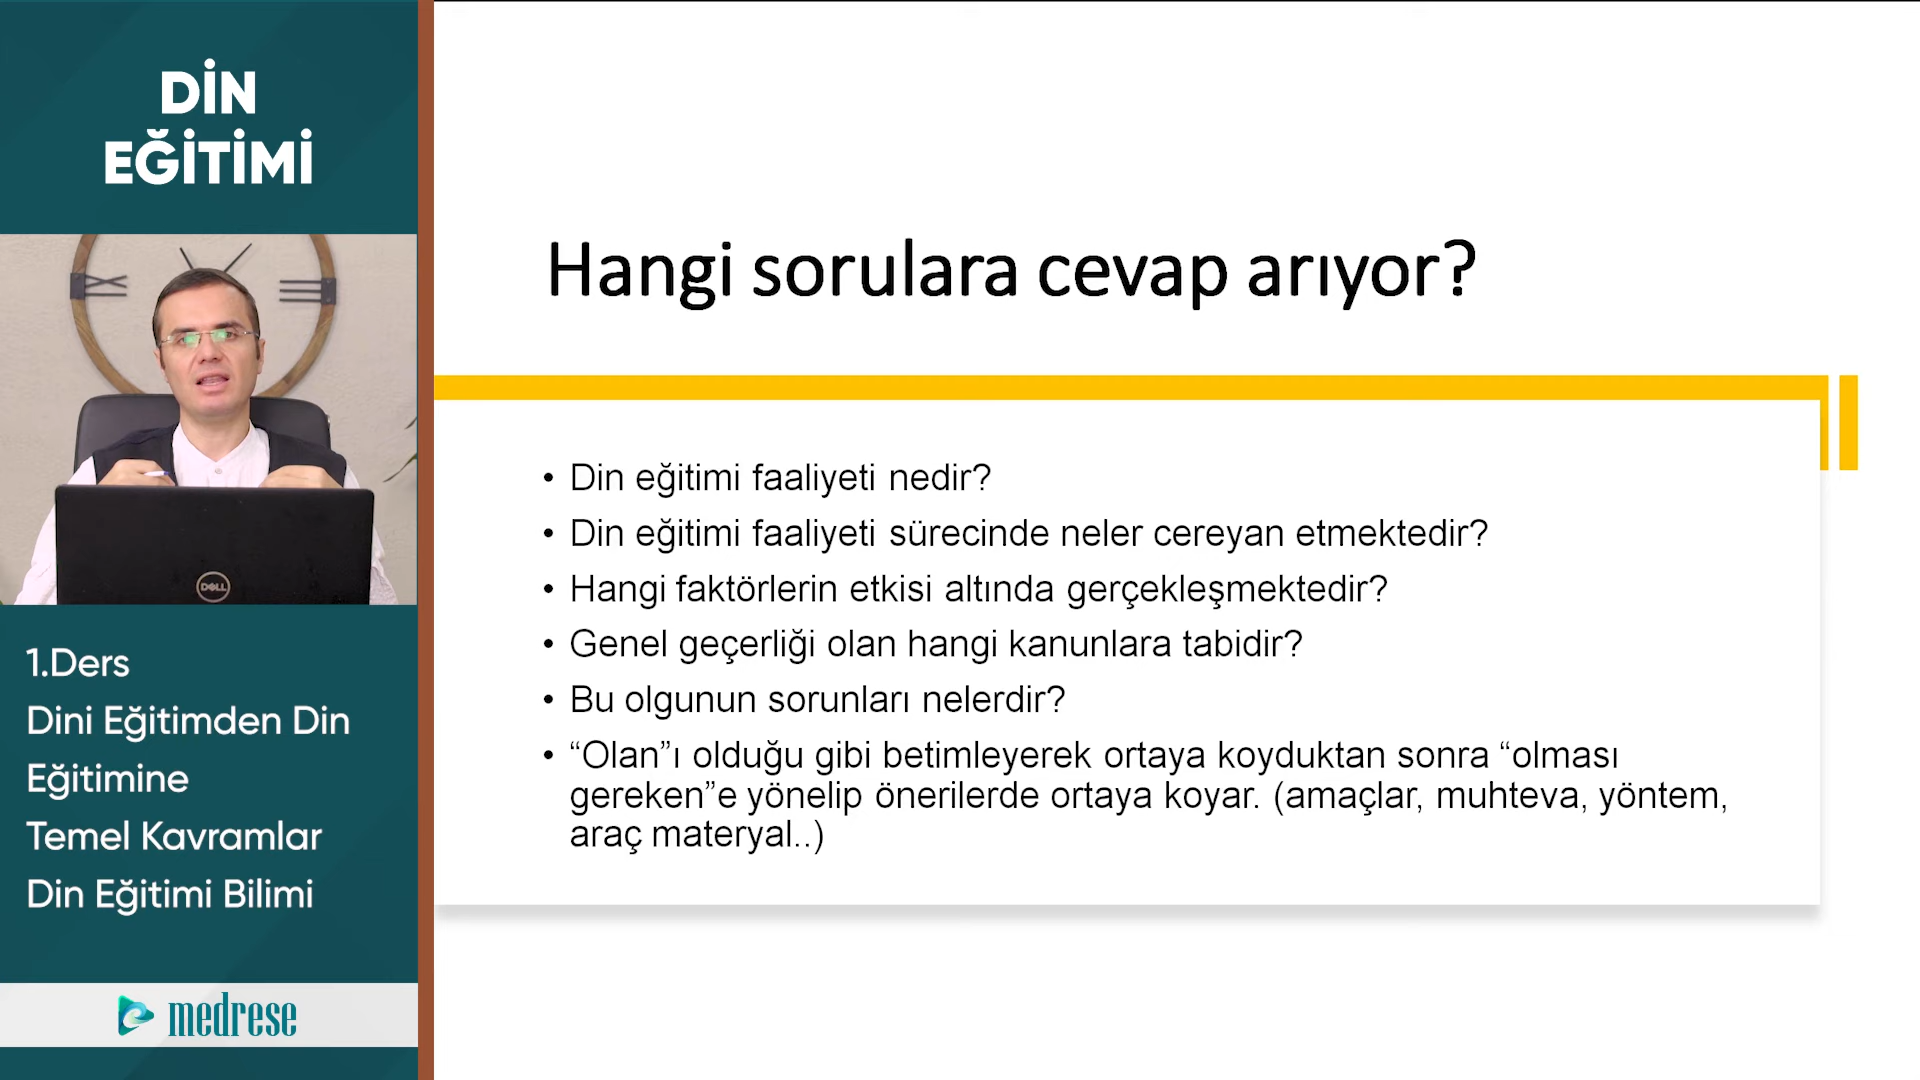 DİN
EĞİTİMİ
DELL
1.Ders
Dini Eğitimden Din
Eğitimine
Temel Kavramlar
Din Eğitimi Bilimi
medrese
Hangi sorulara cevap arıyor?
• Din eğitimi faaliyeti nedir?
• Din eğitimi faaliyeti sürecinde neler cereyan etmektedir?
• Hangi faktörlerin etkisi altında gerçekleşmektedir?
• Genel geçerliği olan hangi kanunlara tabidir?
• Bu olgunun sorunları nelerdir?
• “Olan”ı olduğu gibi betimleyerek ortaya koyduktan sonra “olması
gereken”e yönelip önerilerde ortaya koyar. (amaçlar, muhteva, yöntem,
araç materyal..)